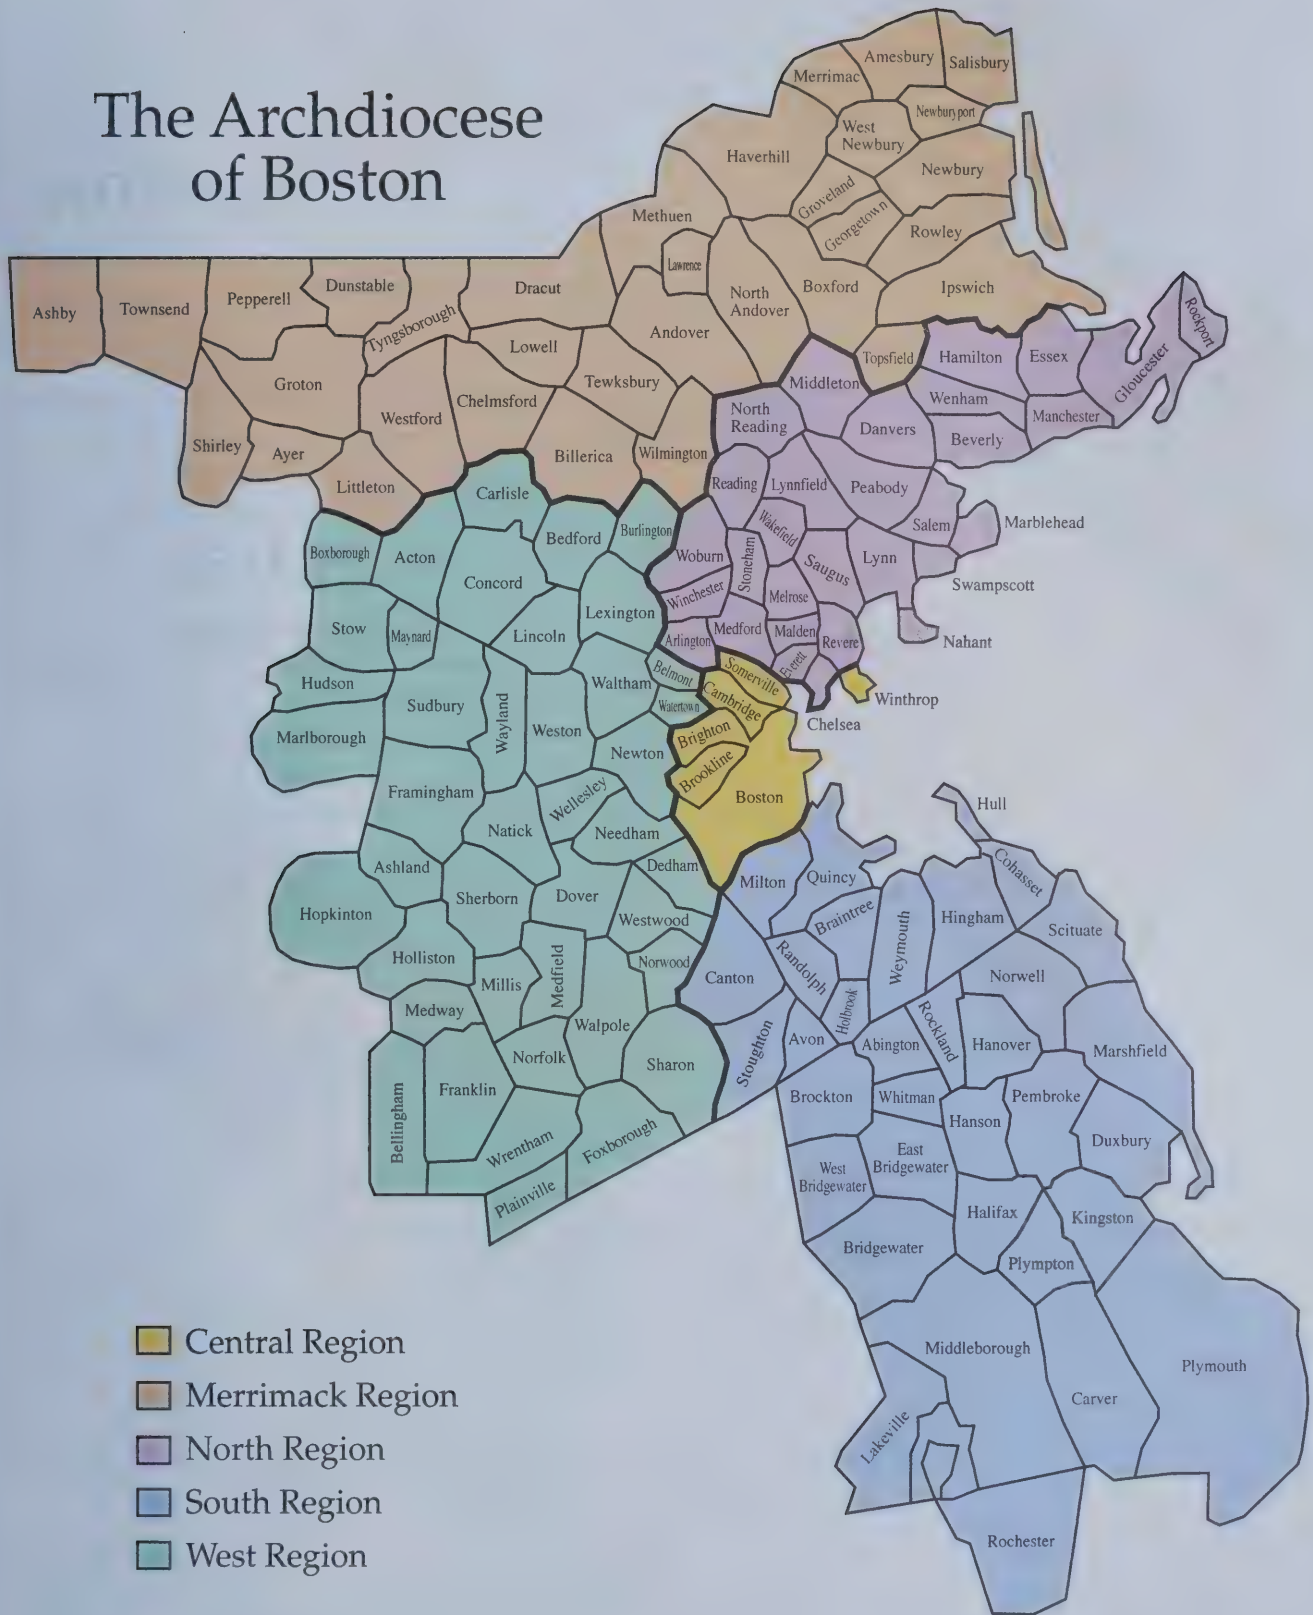 The Archdiocese
of Boston
Amesbury
Salisbury
Merrimac
Newburyport
West
Newbury
Haverhill
Newbury
Groveland
Georgetown
Methuen
Rowley
Lawrence
Boxford
Ipswich
North
Andover
Dunstable
Dracut
Pepperell
Ashby
Townsend
Tyngsborough
Andover
Lowell
Topsfield
Hamilton
Essex
Rockport
Gloucester
Groton
Tewksbury
Middleton
Wenham
Chelmsford
Westford
North
Reading
Manchester
Danvers
Beverly
Shirley
Ayer
Billerica
Wilmington
Littleton
Carlisle
Reading
Lynnfield
Peabody
Marblehead
Salem
Wakefield
Burlington
Bedford
Boxborough
Acton
Woburn
Stoneham
Saugus
Lynn
Concord
Swampscott
Winchester
Melrose
Lexington
Stow
Maynard
Lincoln
Arlington
Medford
Malden
Revere
Nahant
Everett
Belmont
Somerville
Hudson
Waltham
Cambridge
Winthrop
Sudbury
Watertown
Chelsea
Wayland
Weston
Marlborough
Brighton
Newton
Brookline
Framingham
Wellesley
Boston
Hull
Natick
Needham
Ashland
Dedham
Cohasset
Milton
Quincy
Sherborn
Dover
Hopkinton
Westwood
Braintree
Weymouth
Hingham
Scituate
Holliston
Norwood
Randolph
Canton
Norwell
Millis
Medfield
Holbrook
Medway
Walpole
Rockland
Stoughton
Avon
Abington
Hanover
Marshfield
Norfolk
Sharon
Franklin
Brockton
Whitman
Pembroke
Bellingham
Hanson
Wrentham
Foxborough
Duxbury
East
Bridgewater
West
Bridgewater
Plainville
Halifax
Kingston
Bridgewater
Plympton
Central Region
Middleborough
Plymouth
Merrimack Region
Carver
Lakeville
North Region
South Region
Rochester
West Region